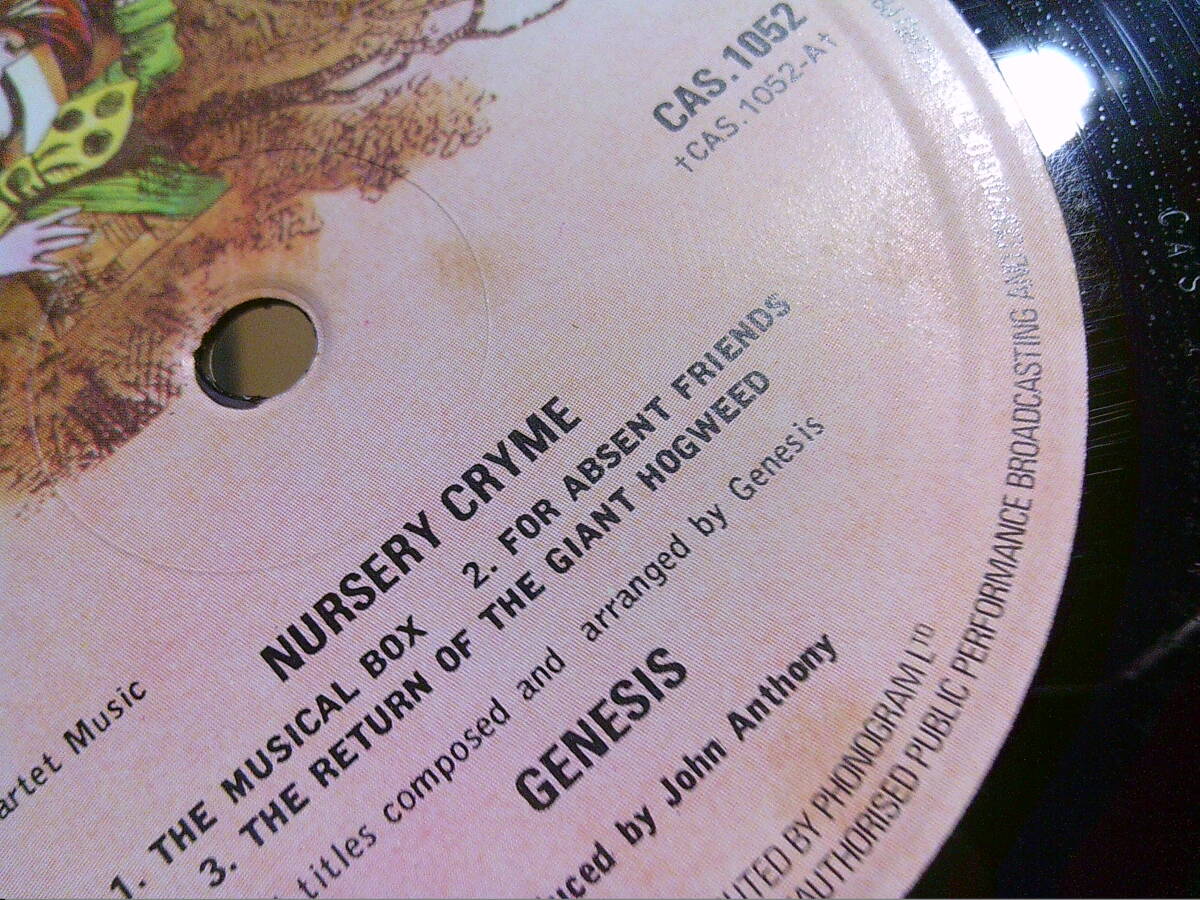 CAS.1052
†CAS.1052-A†
NURSERY CRYME
1. THE MUSICAL BOX 2. FOR ABSENT FRIENDS
3. THE RETURN OF THE GIANT HOGWEED
titles composed and arranged by Genesis
GENESIS
uced by John Anthony
artet Music
UTED BY PHONOGRAM LTD
AUTHORISED PUBLIC PERFORMANCE BROADCASTING AND
CAS